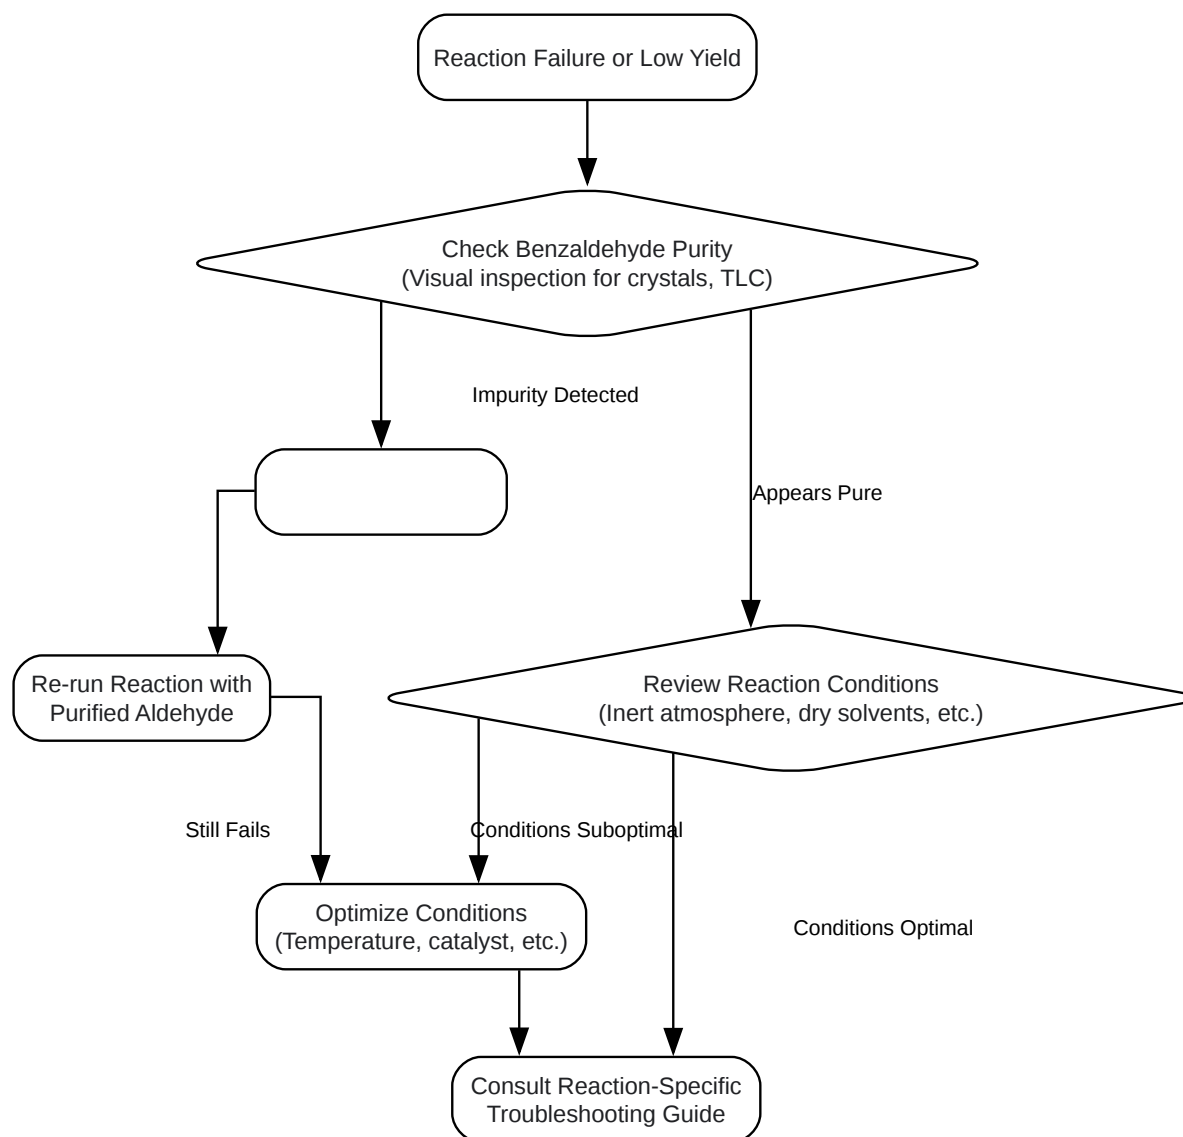 Reaction Failure or Low Yield
Check Benzaldehyde Purity
(Visual inspection for crystals, TLC)
Impurity Detected
Appears Pure
Re-run Reaction with
Purified Aldehyde
Review Reaction Conditions
(Inert atmosphere, dry solvents, etc.)
Still Fails
Conditions Suboptimal
Optimize Conditions
(Temperature, catalyst, etc.)
Conditions Optimal
Consult Reaction-Specific
Troubleshooting Guide